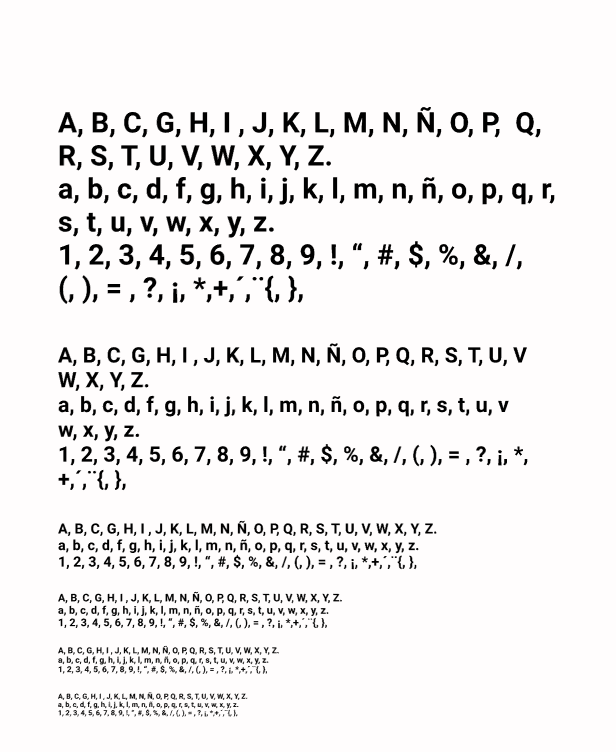 A, B, C, G, H, I , J, K, L, M, N, Ñ, O, P,  Q,
R, S, T, U, V, W, X, Y, Z.
a, b, c, d, f, g, h, i, j, k, l, m, n, ñ, o, p, q, r,
s, t, u, v, w, x, y, z.
1, 2, 3, 4, 5, 6, 7, 8, 9, !, “, #, $, %, &, /,
(, ), = , ?, ¡, *,+,´,¨{, },
A, B, C, G, H, I , J, K, L, M, N, Ñ, O, P, Q, R, S, T, U, V
W, X, Y, Z.
a, b, c, d, f, g, h, i, j, k, l, m, n, ñ, o, p, q, r, s, t, u, v
w, x, y, z.
1, 2, 3, 4, 5, 6, 7, 8, 9, !, “, #, $, %, &, /, (, ), = , ?, ¡, *,
+,´,¨{, },
A, B, C, G, H, I , J, K, L, M, N, Ñ, O, P, Q, R, S, T, U, V, W, X, Y, Z.
a, b, c, d, f, g, h, i, j, k, l, m, n, ñ, o, p, q, r, s, t, u, v, w, x, y, z.
1, 2, 3, 4, 5, 6, 7, 8, 9, !, “, #, $, %, &, /, (, ), = , ?, ¡, *,+,´,¨{, },
A, B, C, G, H, I , J, K, L, M, N, Ñ, O, P, Q, R, S, T, U, V, W, X, Y, Z.
a, b, c, d, f, g, h, i, j, k, l, m, n, ñ, o, p, q, r, s, t, u, v, w, x, y, z.
1, 2, 3, 4, 5, 6, 7, 8, 9, !, “, #, $, %, &, /, (, ), = , ?, ¡, *,+,´,¨{, },
A, B, C, G, H, I , J, K, L, M, N, Ñ, O, P, Q, R, S, T, U, V, W, X, Y, Z.
a, b, c, d, f, g, h, i, j, k, l, m, n, ñ, o, p, q, r, s, t, u, v, w, x, y, z.
1, 2, 3, 4, 5, 6, 7, 8, 9, !, “, #, $, %, &, /, (, ), = , ?, ¡, *,+,´,¨{, },
A, B, C, G, H, I , J, K, L, M, N, Ñ, O, P, Q, R, S, T, U, V, W, X, Y, Z.
a, b, c, d, f, g, h, i, j, k, l, m, n, ñ, o, p, q, r, s, t, u, v, w, x, y, z.
1, 2, 3, 4, 5, 6, 7, 8, 9, !, “, #, $, %, &, /, (, ), = , ?, ¡, *,+,´,¨{, },